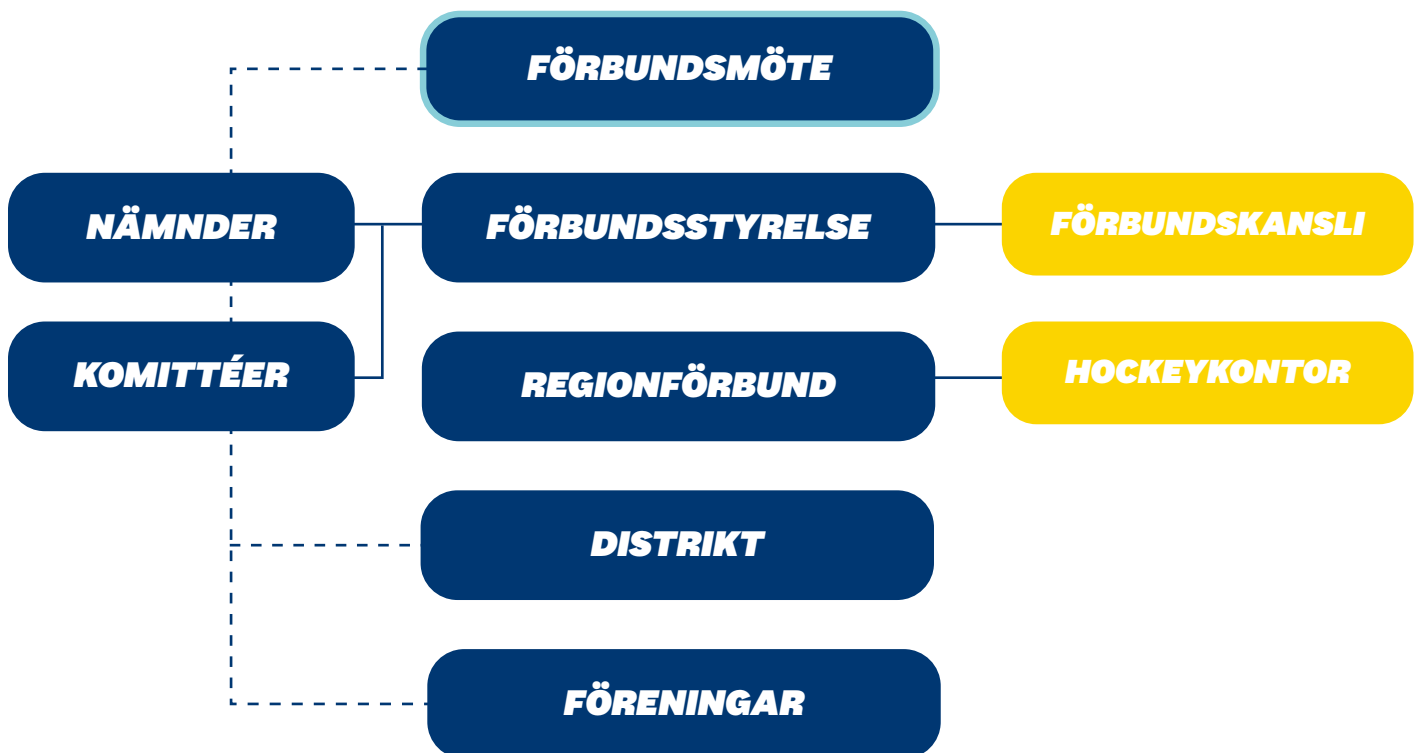 FÖRBUNDSMÖTE
NÄMNDER
FÖRBUNDSSTYRELSE
FÖRBUNDSKANSLI
KOMITTÉER
REGIONFÖRBUND
HOCKEYKONTOR
DISTRIKT
FÖRENINGAR